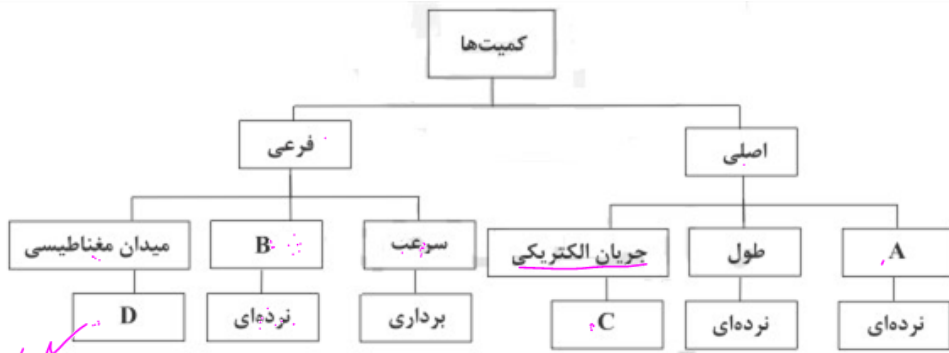 کمیت‌ها
اصلی
فرعی
A
طول
جریان الکتریکی
سرعت
B
میدان مغناطیسی
نرده‌ای
نرده‌ای
C
برداری
نرده‌ای
D